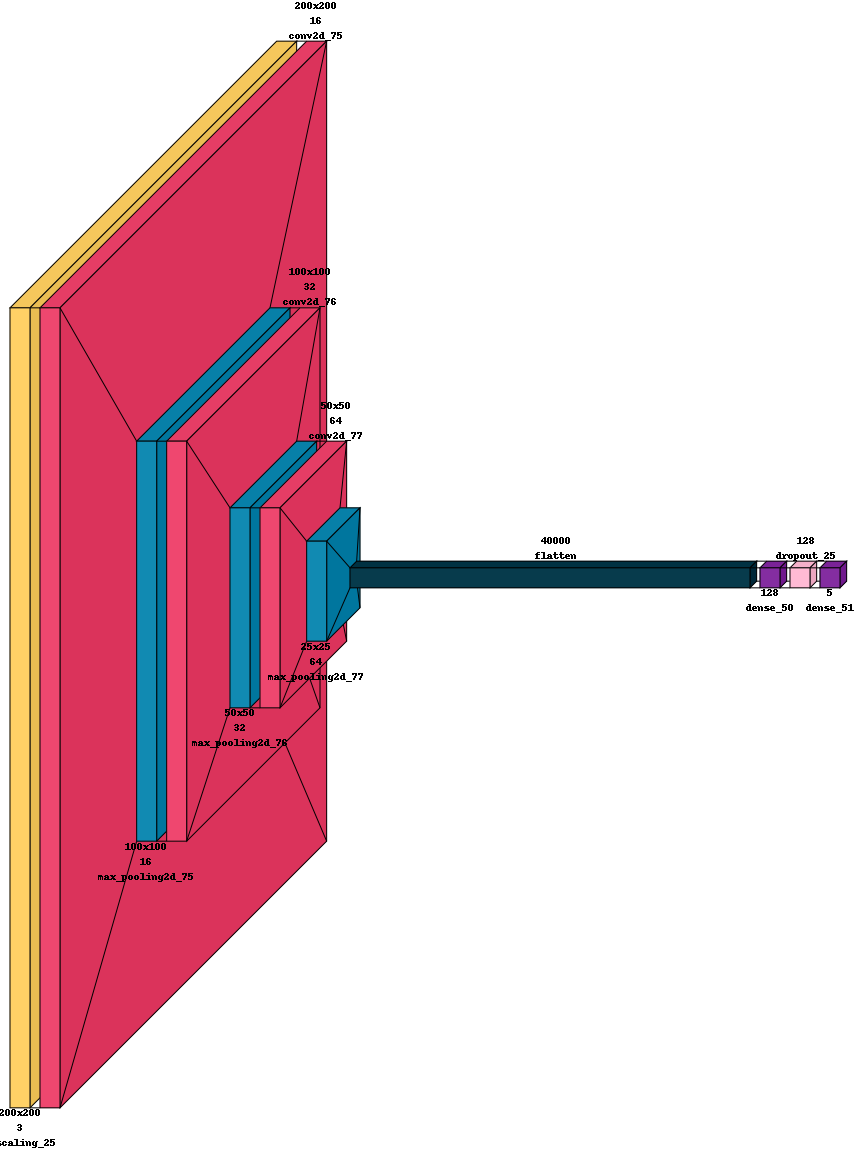 200x200
16
conv2d_75
100x100
32
conv2d_76
50x50
64
conv2d_77
40000
flatten
128
dropout_25
128
dense_50
5
dense_51
25x25
64
max_pooling2d_77
50x50
32
max_pooling2d_76
100x100
16
max_pooling2d_75
200x200
3
scaling_25